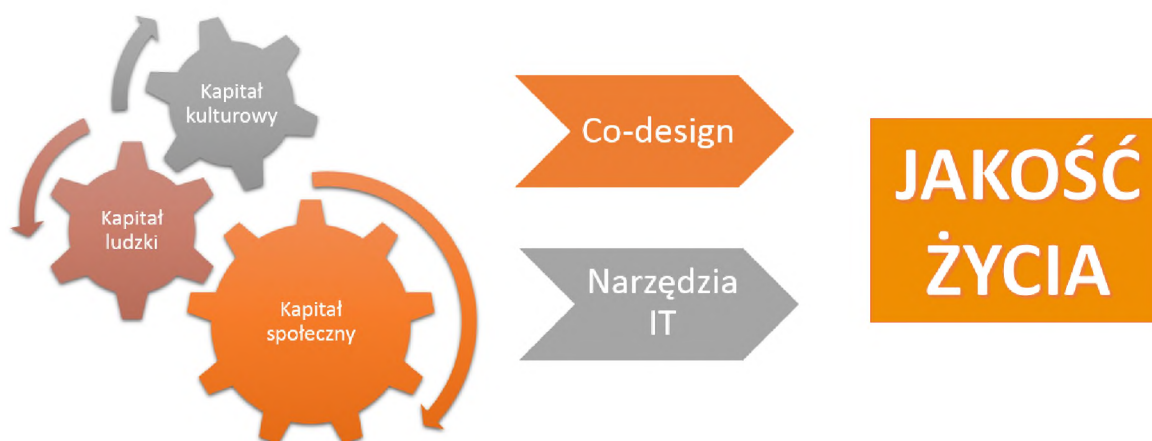 Kapitał
kulturowy
Kapitał
ludzki
Kapitał
społeczny
Co-design
Narzędzia
IT
JAKOŚĆ
ŻYCIA